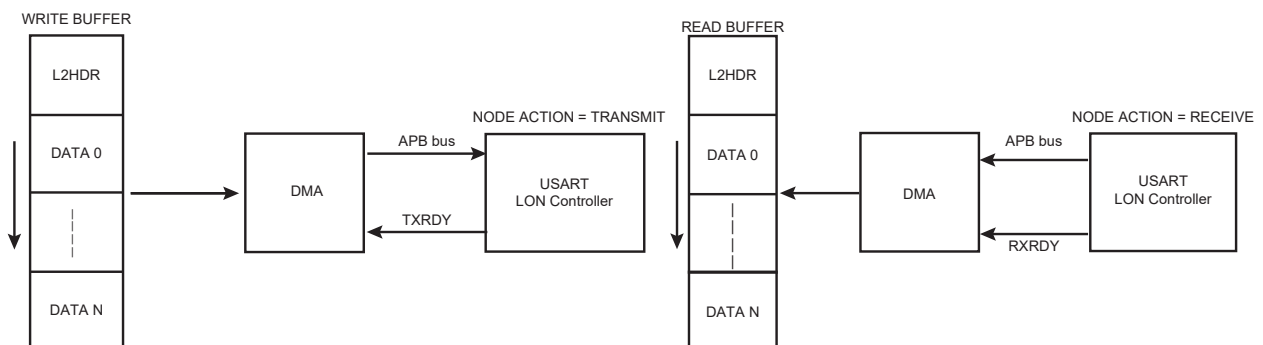 WRITE BUFFER
L2HDR
DATA 0
DATA N
DMA
APB bus
TXRDY
NODE ACTION = TRANSMIT
USART
LON Controller
READ BUFFER
L2HDR
DATA 0
DATA N
DMA
APB bus
RXRDY
NODE ACTION = RECEIVE
USART
LON Controller